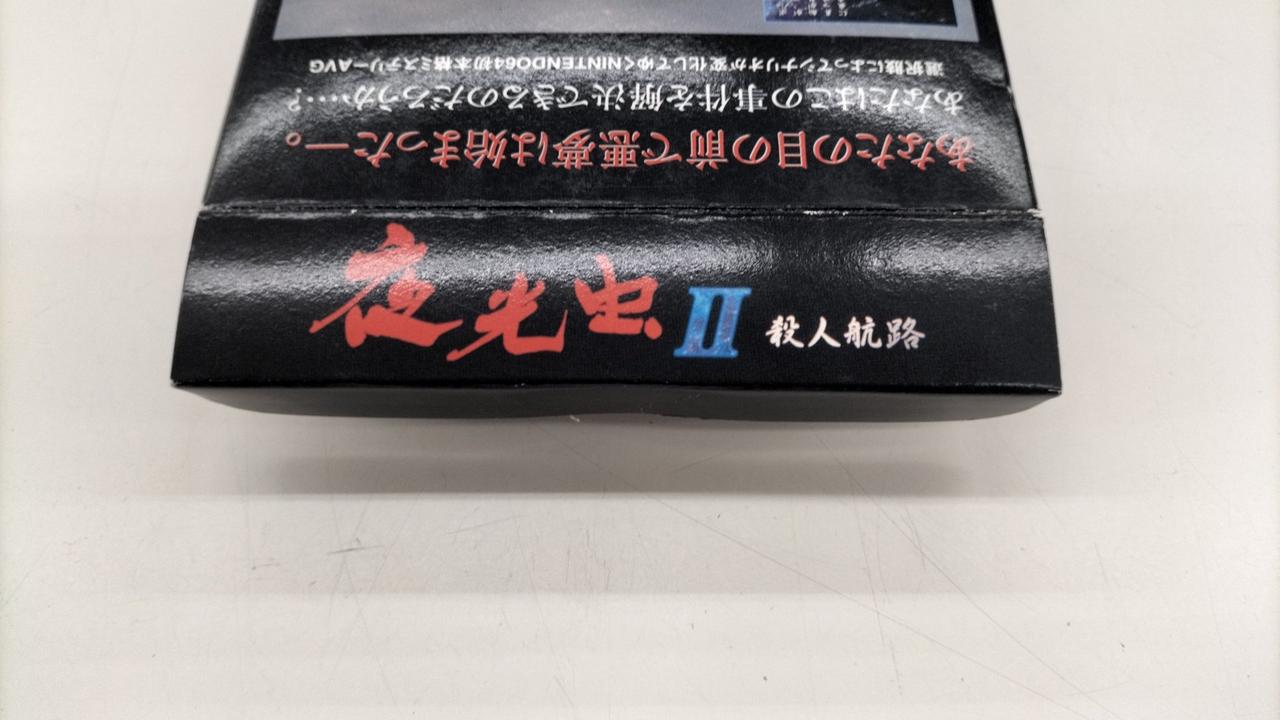 夜光虫II 殺人航路
あなたの目の前で悪夢は始まった―。
あなたはこの事件を解決できるのだろうか……?
選択肢によってシナリオが変化してゆくNINTENDO64初本格ミステリーAVG